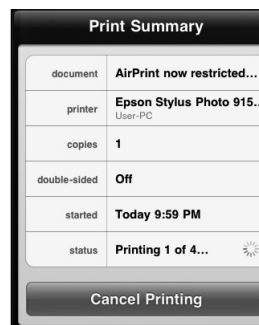 Print Summary
document AirPrint now restricted...
printer Epson Stylus Photo 915..
User-PC
copies 1
double-sided Off
started Today 9:59 PM
status Printing 1 of 4...
Cancel Printing